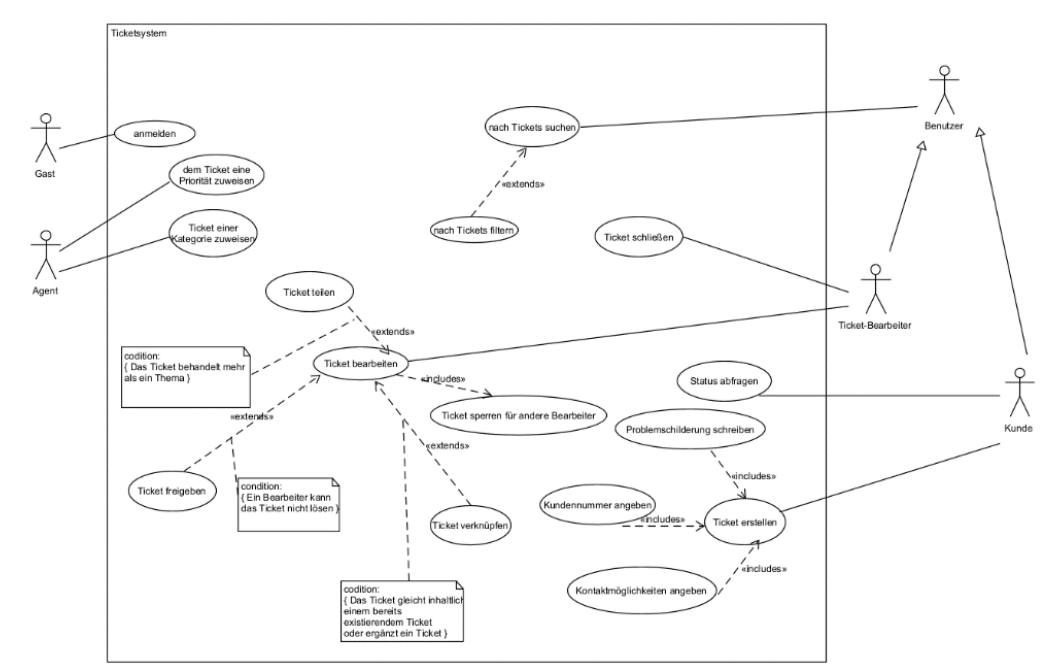 Ticketsystem
Benutzer
nach Tickets suchen
anmelden
Gast
dem Ticket eine
Priorität zuweisen
«extends»
Ticket einer
Kategorie zuweisen
nach Tickets filtern
Ticket schließen
Agent
Ticket teilen
Ticket-Bearbeiter
«extends»
codition:
{ Das Ticket behandelt mehr
als ein Thema }
Ticket bearbeiten
«includes»
Status abfragen
«extends»
Ticket sperren für andere Bearbeiter
Problemschilderung schreiben
Kunde
«extends»
«includes»
Ticket freigeben
condition:
{ Ein Bearbeiter kann
das Ticket nicht lösen }
Kundennummer angeben
«includes»
Ticket erstellen
Ticket verknüpfen
«includes»
codition:
{ Das Ticket gleicht inhaltlich
einem bereits
existierendem Ticket
oder ergänzt ein Ticket }
Kontaktmöglichkeiten angeben